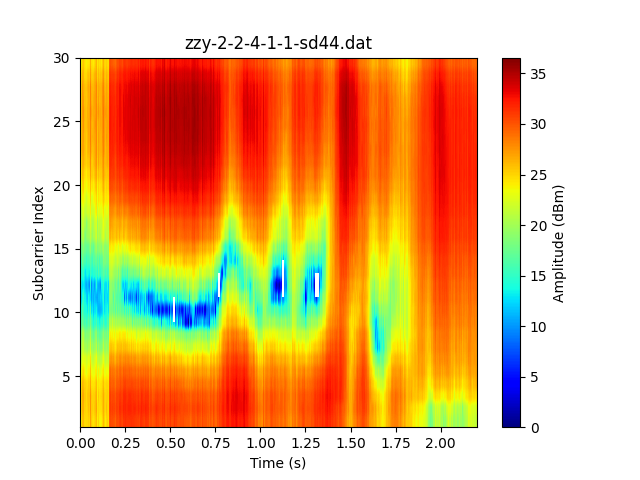 zzy-2-2-4-1-1-sd44.dat
30
25
20
15
10
5
Subcarrier Index
0.00 0.25 0.50 0.75 1.00 1.25 1.50 1.75 2.00
Time (s)
35
30
25
20
15
10
5
0
Amplitude (dBm)